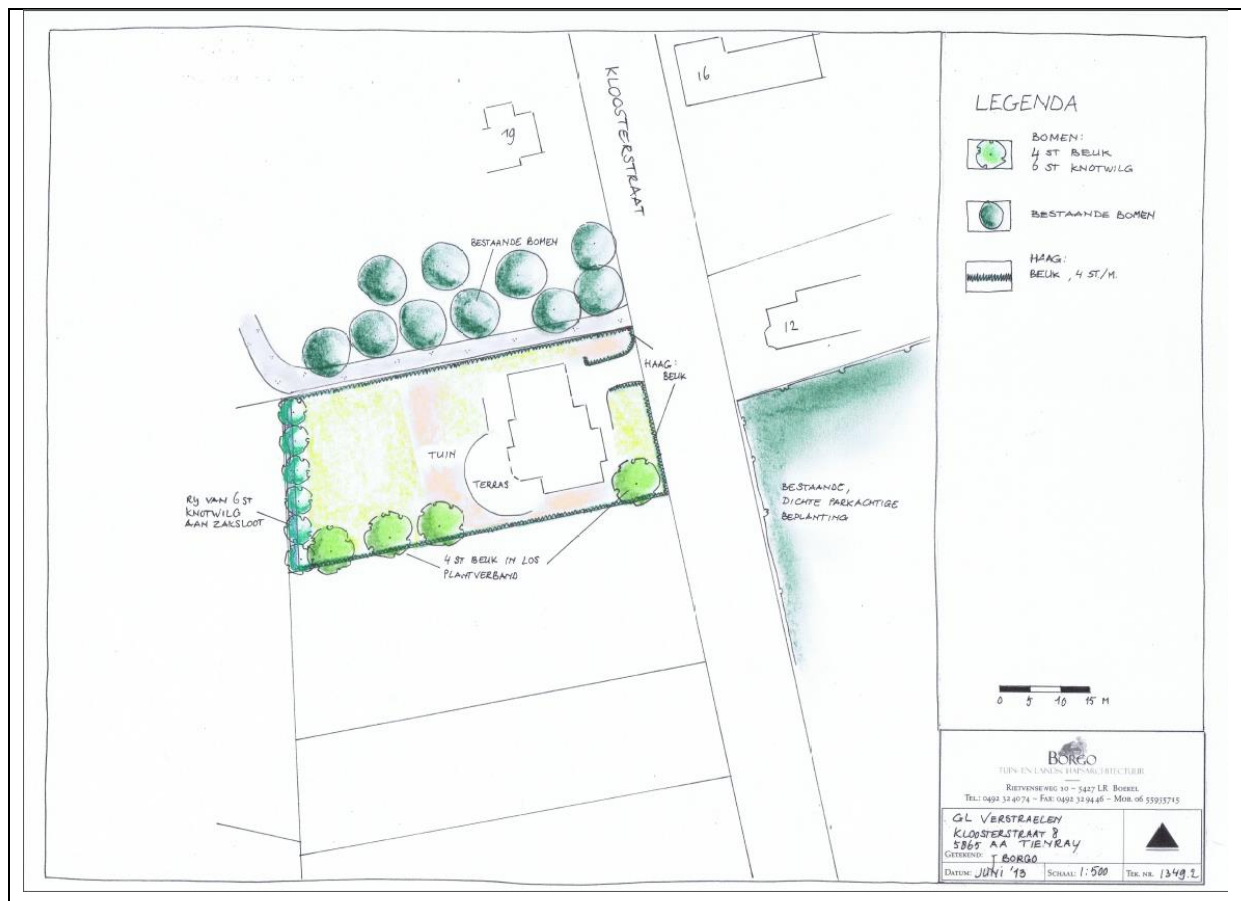 KLOOSTERSTRAAT
16
19
12
BESTAANDE BOMEN
HAAG:
BEUK
TUIN
TERRAS
RIJ VAN 6 ST
KNOTWILG
AAN ZAKSLOOT
4 ST BEUK IN LOS
PLANTVERBAND
BESTAANDE,
DICHTE PARKACHTIGE
BEPLANTING
LEGENDA
BOMEN:
4 ST BEUK
6 ST KNOTWILG
BESTAANDE BOMEN
HAAG:
BEUK, 4 ST./M.
0 5 10 15 M
BORGO
TUIN- EN LANDSCHAPSARCHITECTUUR
RIETVENSEWEG 10 – 5427 LR BOEKEL
TEL.: 0492 324074 – FAX: 0492 329446 – MOB. 06 55935715
GL VERSTRAELEN
KLOOSTERSTRAAT 8
5865 AA TIENRAY
GETEKEND: J BORGO
DATUM: JUNI '13 SCHAAL: 1:500 TEK. NR. 1349.2